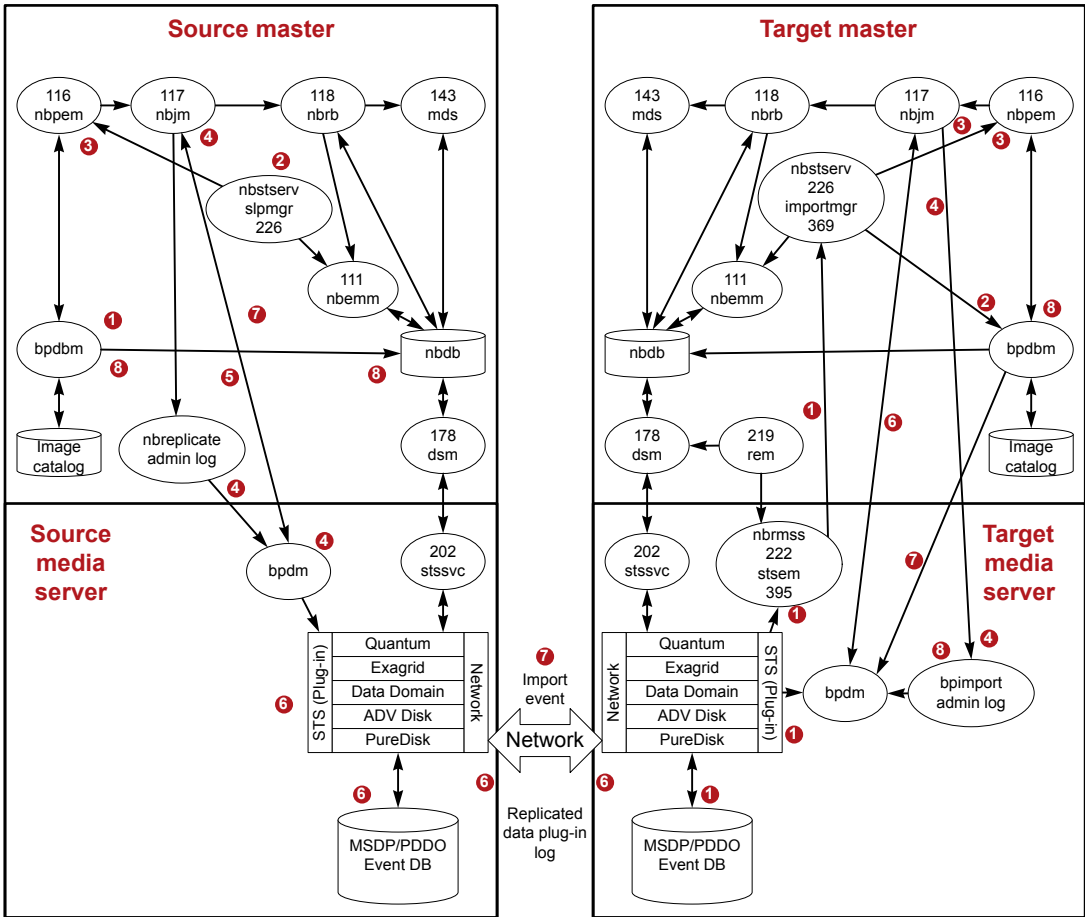 Source master
116
nbpem
117
nbjm
118
nbrb
143
mds
3
4
2
nbstserv
slpmgr
226
111
nbemm
1
7
bpdbm
8
8
nbdb
5
Image
catalog
nbreplicate
admin log
178
dsm
4
Source
media
server
4
bpdm
202
stssvc
STS (Plug-in)
Quantum
Exagrid
Data Domain
ADV Disk
PureDisk
Network
6
6
6
MSDP/PDDO
Event DB
7
Import
event
Network
Replicated
data plug-in
log
Target master
143
mds
118
nbrb
117
nbjm
116
nbpem
3
3
nbstserv
226
importmgr
369
4
111
nbemm
2
8
nbdb
bpdbm
1
6
178
dsm
219
rem
Image
catalog
Target
media
server
202
stssvc
nbrmss
222
stsem
395
7
1
Network
Quantum
Exagrid
Data Domain
ADV Disk
PureDisk
STS (Plug-in)
4
8
bpdm
bpimport
admin log
1
6
1
MSDP/PDDO
Event DB